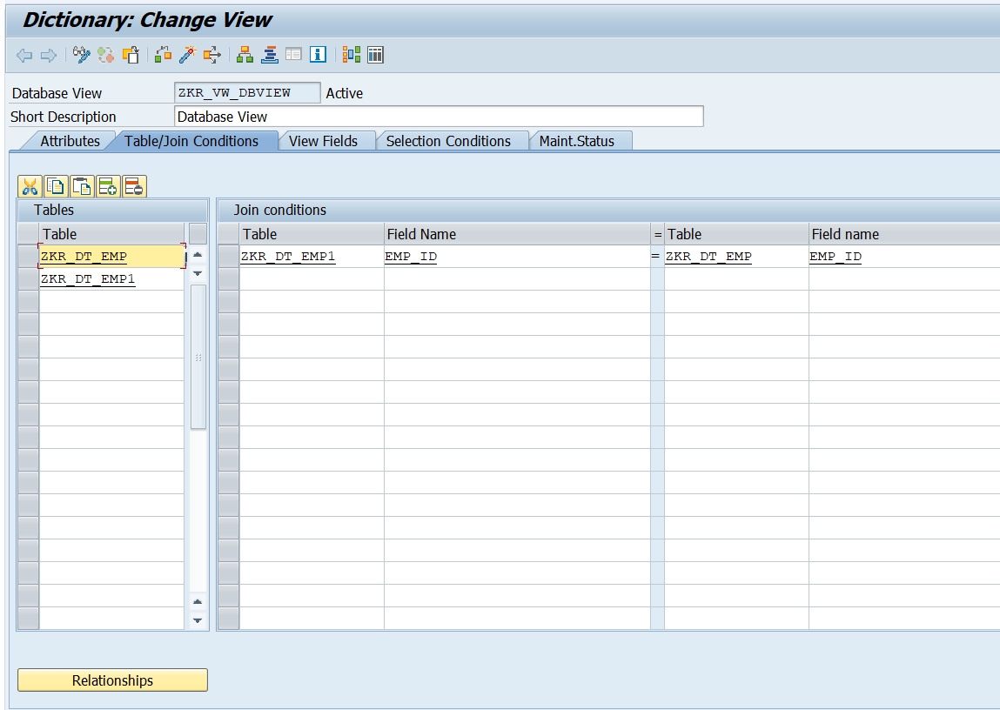 Dictionary: Change View
Database View ZKR_VW_DBVIEW Active
Short Description Database View
Attributes Table/Join Conditions View Fields Selection Conditions Maint.Status
Tables Join conditions
Table Table Field Name = Table Field name
ZKR_DT_EMP ZKR_DT_EMP1 EMP_ID = ZKR_DT_EMP EMP_ID
ZKR_DT_EMP1
Relationships